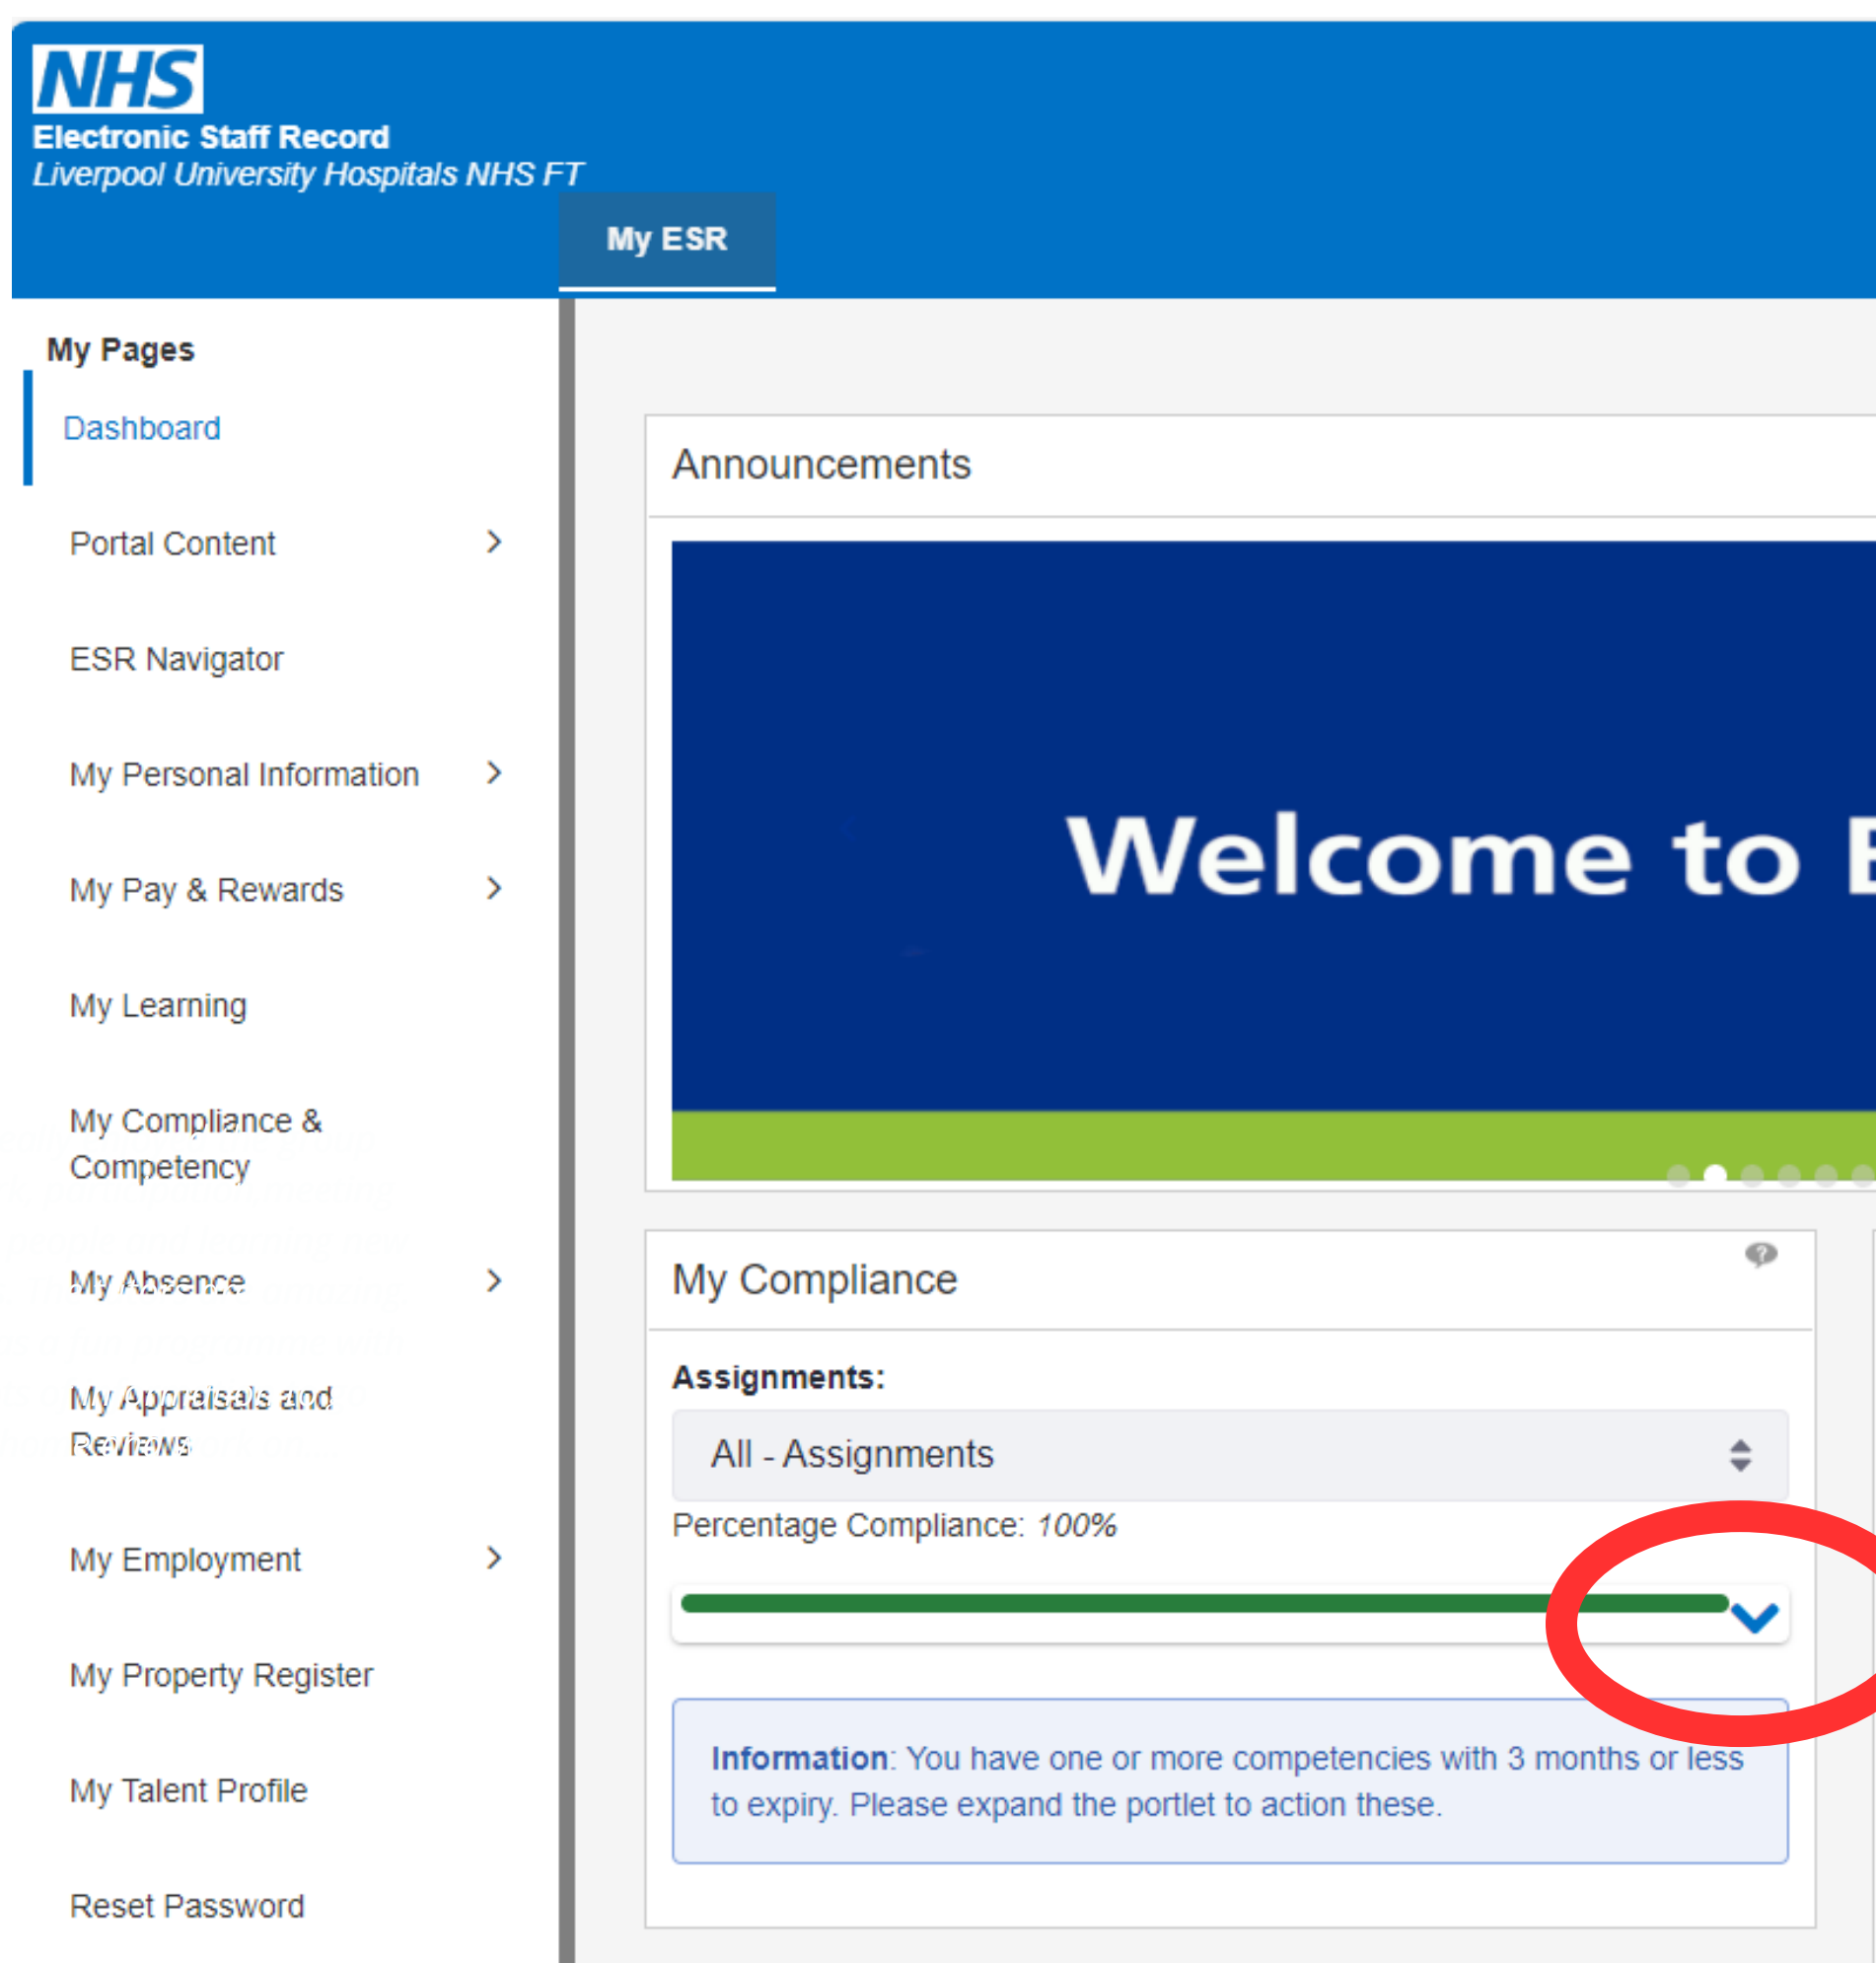 NHS
Electronic Staff Record
Liverpool University Hospitals NHS FT
My ESR
My Pages
Dashboard
Portal Content
ESR Navigator
My Personal Information
My Pay & Rewards
My Learning
My Compliance &
Competency
My Absence
My Appraisals and
Reviews
My Employment
My Property Register
My Talent Profile
Reset Password
Announcements
Welcome to
My Compliance
?
Assignments:
All - Assignments
Percentage Compliance: 100%
Information: You have one or more competencies with 3 months or less
to expiry. Please expand the portlet to action these.